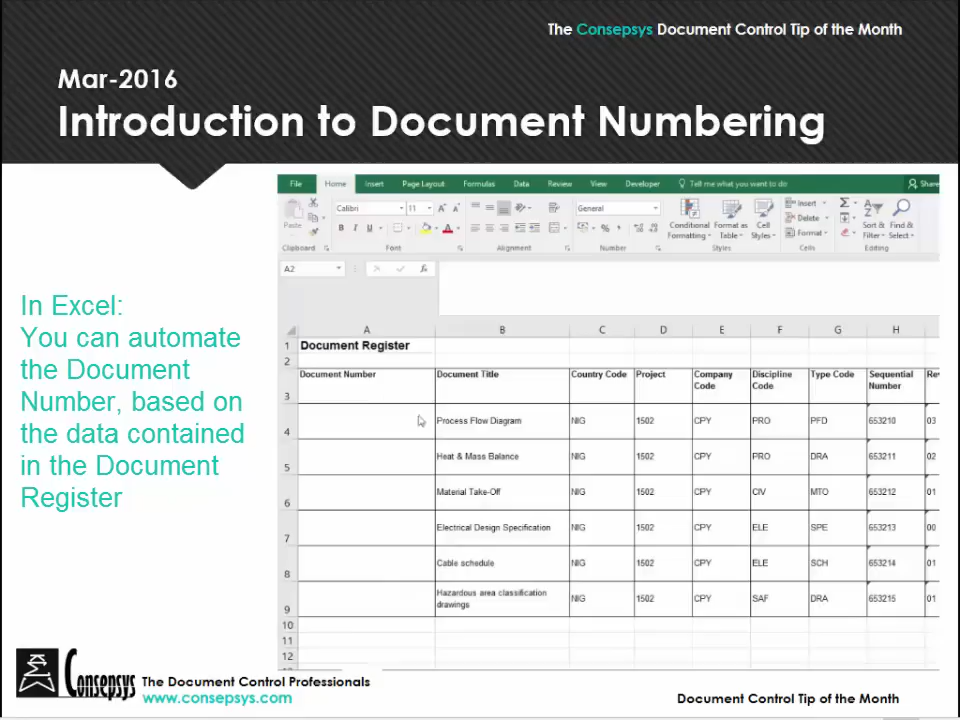 The Consepsys Document Control Tip of the Month
Mar-2016
Introduction to Document Numbering
File Home Insert Page Layout Formulas Data Review View Developer Tell me what you want to do Share
Calibri 11 General Insert
Paste B I U Conditional Format as Cell Delete Sort & Find &
Formatting Table Styles Format Filter Select
Clipboard Font Alignment Number Styles Cells Editing
A2 fx
In Excel:
You can automate
the Document
Number, based on
the data contained
in the Document
Register
A B C D E F G H
1 Document Register
2
3 Document Number Document Title Country Code Project Company Code Discipline Code Type Code Sequential Number Rev
4 Process Flow Diagram NIG 1502 CPY PRO PFD 653210 03
5 Heat & Mass Balance NIG 1502 CPY PRO DRA 653211 02
6 Material Take-Off NIG 1502 CPY CIV MTO 653212 01
7 Electrical Design Specification NIG 1502 CPY ELE SPE 653213 00
8 Cable schedule NIG 1502 CPY ELE SCH 653214 01
9 Hazardous area classification drawings NIG 1502 CPY SAF DRA 653215 01
10
11
12
Consepsys The Document Control Professionals
www.consepsys.com
Document Control Tip of the Month